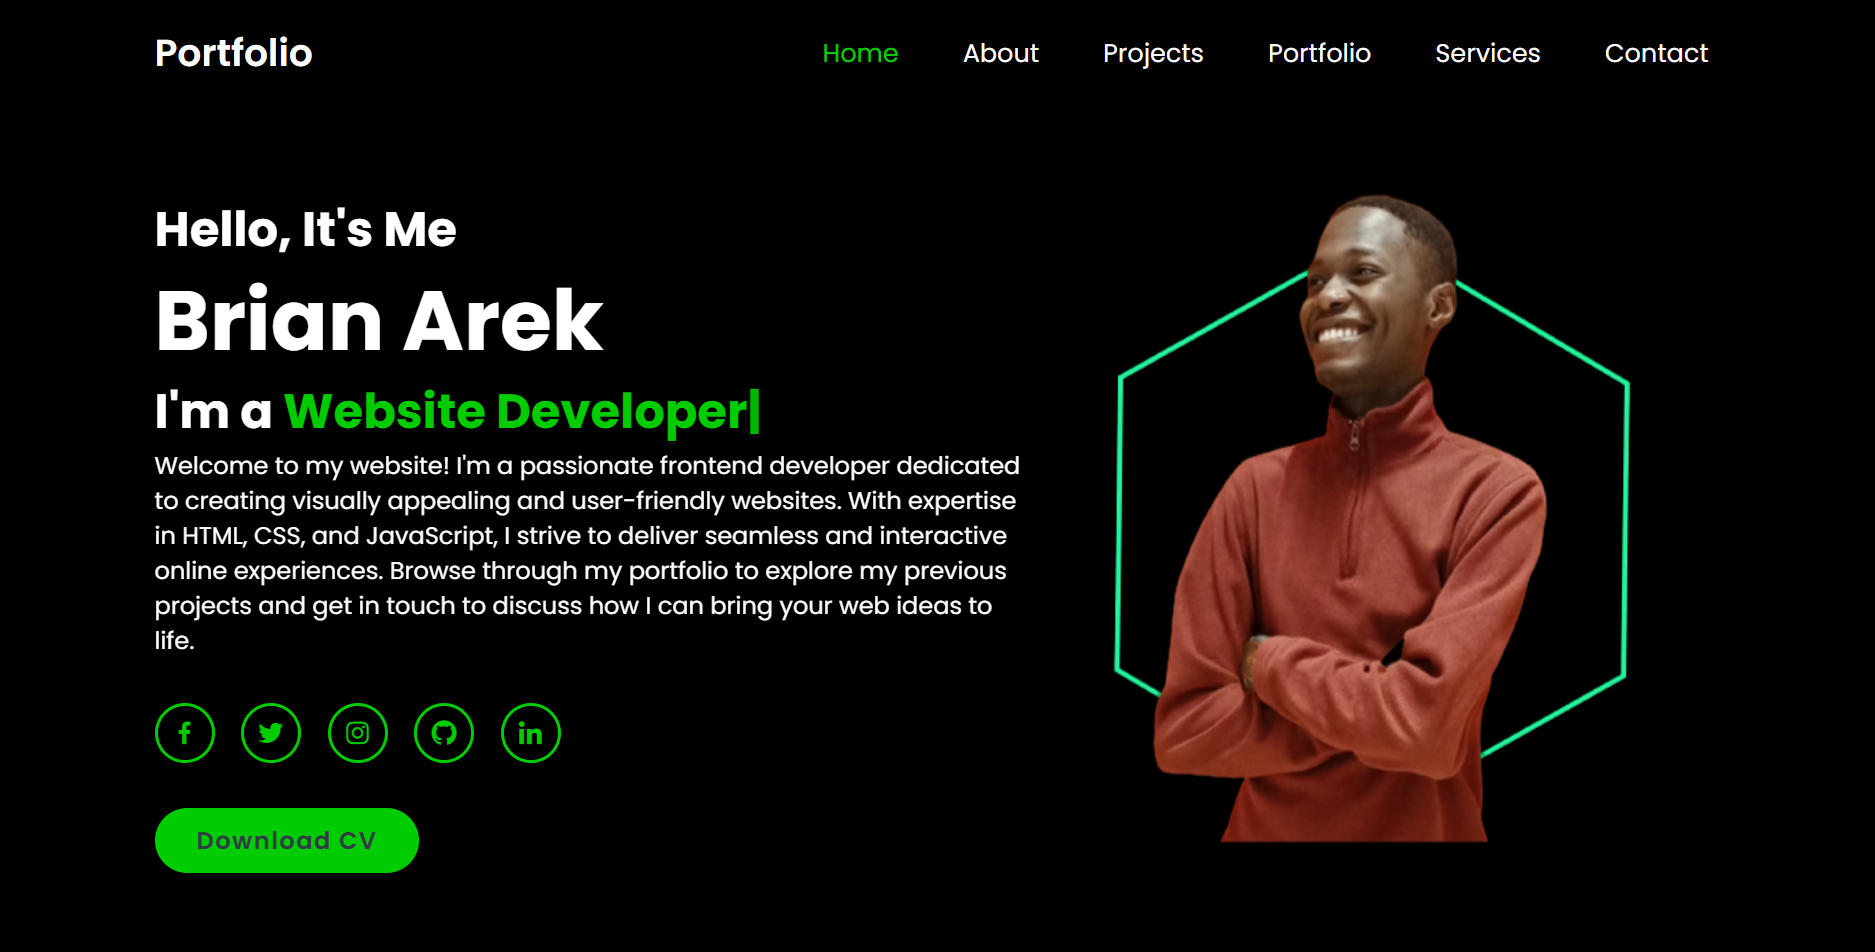 Portfolio
Home About Projects Portfolio Services Contact
Hello, It's Me
Brian Arek
I'm a Website Developer|
Welcome to my website! I'm a passionate frontend developer dedicated
to creating visually appealing and user-friendly websites. With expertise
in HTML, CSS, and JavaScript, I strive to deliver seamless and interactive
online experiences. Browse through my portfolio to explore my previous
projects and get in touch to discuss how I can bring your web ideas to
life.
Download CV